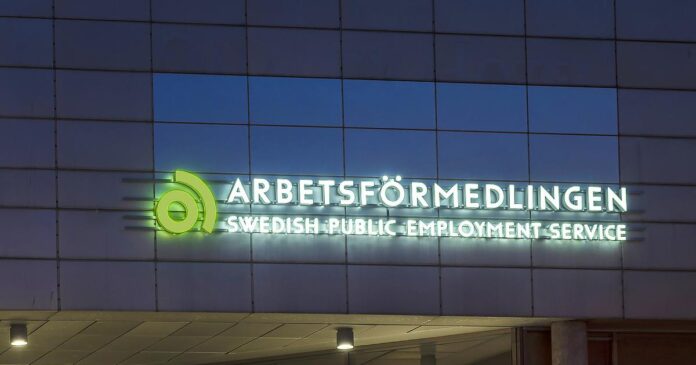 ARBETSFÖRMEDLINGEN
SWEDISH PUBLIC EMPLOYMENT SERVICE